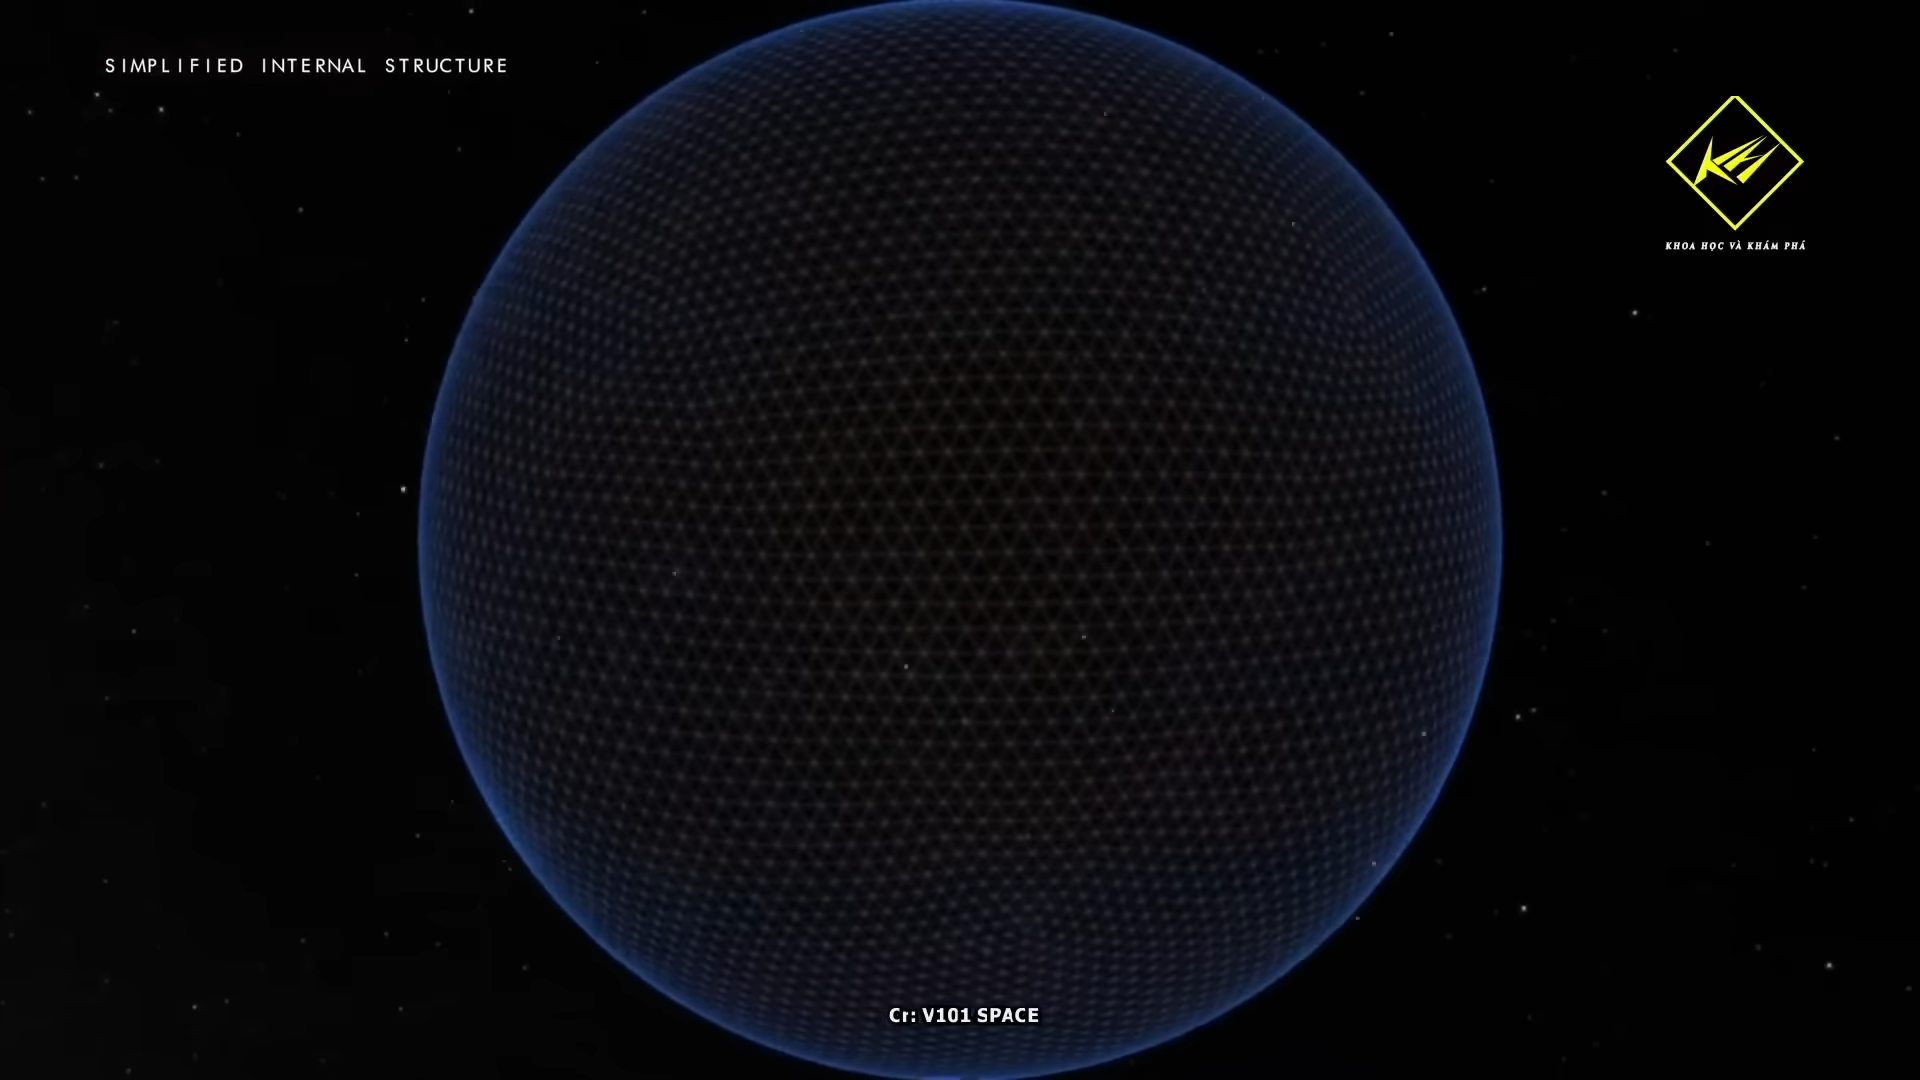 SIMPLIFIED INTERNAL STRUCTURE
KHOA HỌC VÀ KHÁM PHÁ
Cr: V101 SPACE